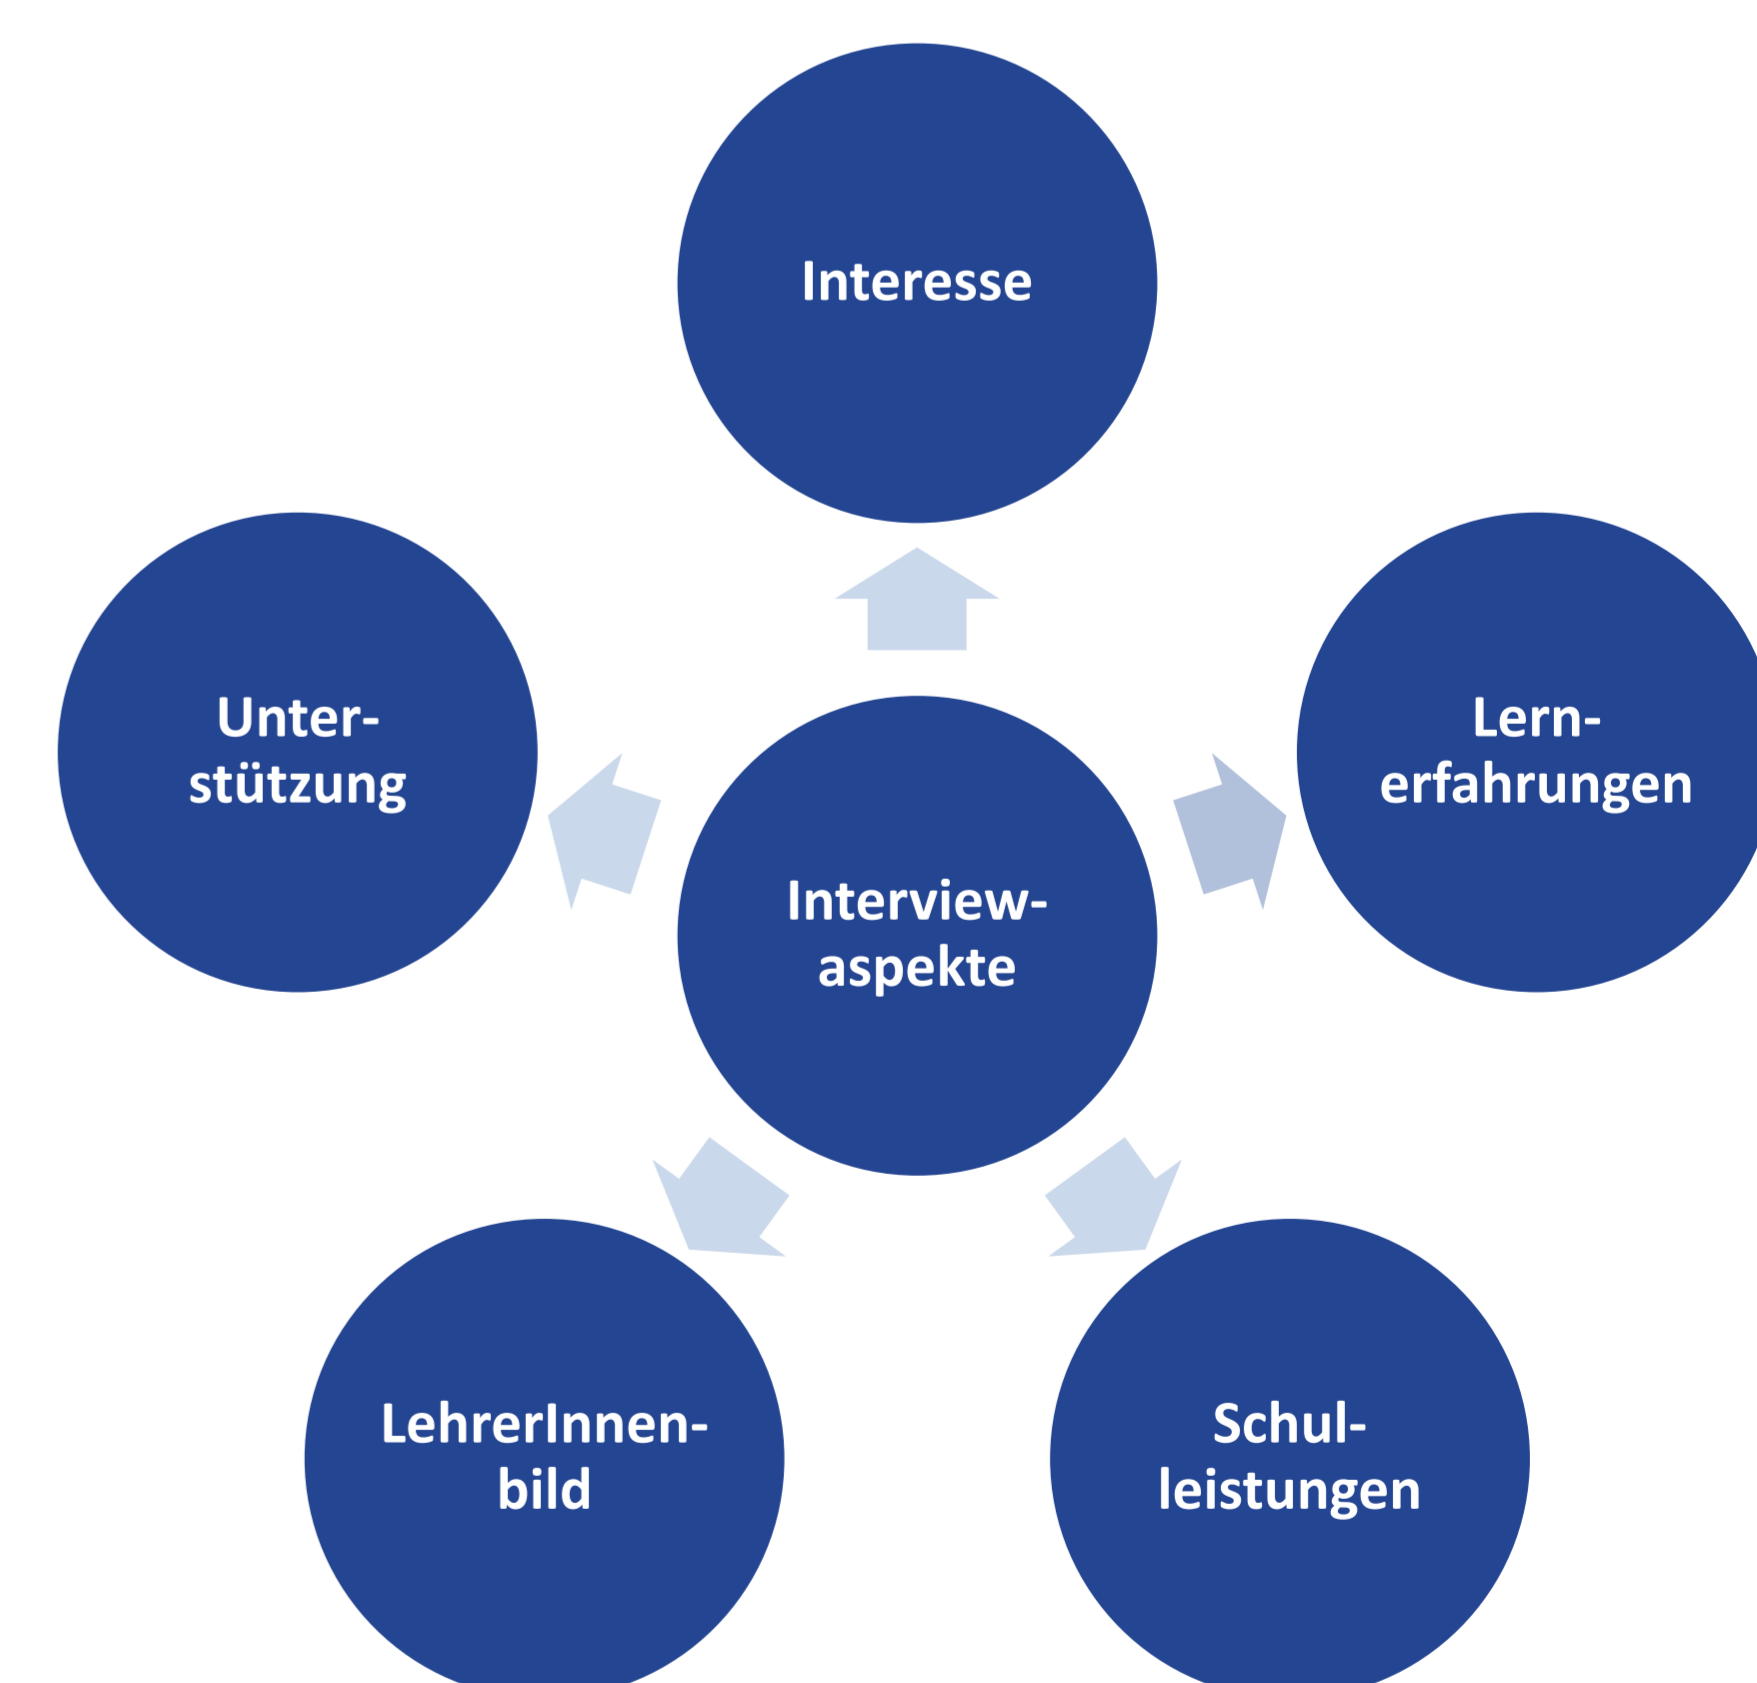 Interesse
Unter-
stützung
Lern-
erfahrungen
Interview-
aspekte
LehrerInnen-
bild
Schul-
leistungen